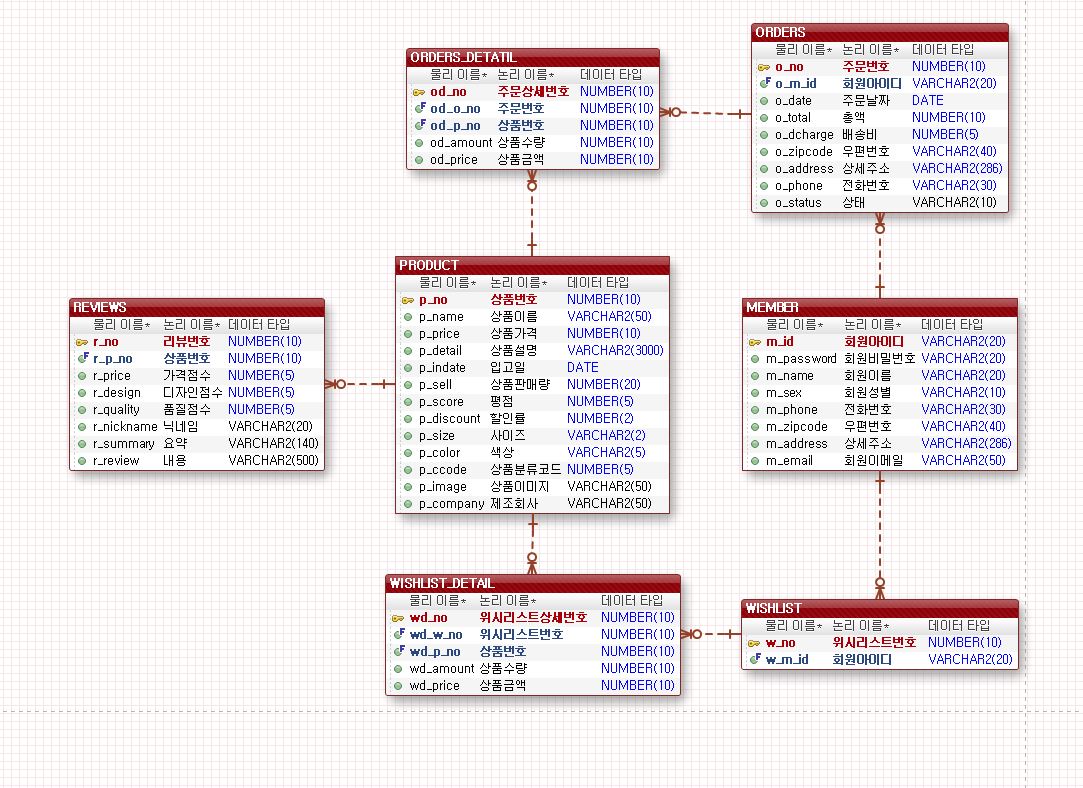 ORDERS
물리 이름* 논리 이름* 데이터 타입
o_no 주문번호 NUMBER(10)
o_m_id 회원아이디 VARCHAR2(20)
o_date 주문날짜 DATE
o_total 총액 NUMBER(10)
o_dcharge 배송비 NUMBER(5)
o_zipcode 우편번호 VARCHAR2(40)
o_address 상세주소 VARCHAR2(286)
o_phone 전화번호 VARCHAR2(30)
o_status 상태 VARCHAR2(10)
ORDERS_DETATIL
물리 이름* 논리 이름* 데이터 타입
od_no 주문상세번호 NUMBER(10)
od_o_no 주문번호 NUMBER(10)
od_p_no 상품번호 NUMBER(10)
od_amount 상품수량 NUMBER(10)
od_price 상품금액 NUMBER(10)
PRODUCT
물리 이름* 논리 이름* 데이터 타입
p_no 상품번호 NUMBER(10)
p_name 상품이름 VARCHAR2(50)
p_price 상품가격 NUMBER(10)
p_detail 상품설명 VARCHAR2(3000)
p_indate 입고일 DATE
p_sell 상품판매량 NUMBER(20)
p_score 평점 NUMBER(5)
p_discount 할인률 NUMBER(2)
p_size 사이즈 VARCHAR2(2)
p_color 색상 VARCHAR2(5)
p_ccode 상품분류코드 NUMBER(5)
p_image 상품이미지 VARCHAR2(50)
p_company 제조회사 VARCHAR2(50)
REVIEWS
물리 이름* 논리 이름* 데이터 타입
r_no 리뷰번호 NUMBER(10)
r_p_no 상품번호 NUMBER(10)
r_price 가격점수 NUMBER(5)
r_design 디자인점수 NUMBER(5)
r_quality 품질점수 NUMBER(5)
r_nickname 닉네임 VARCHAR2(20)
r_summary 요약 VARCHAR2(140)
r_review 내용 VARCHAR2(500)
MEMBER
물리 이름* 논리 이름* 데이터 타입
m_id 회원아이디 VARCHAR2(20)
m_password 회원비밀번호 VARCHAR2(20)
m_name 회원이름 VARCHAR2(20)
m_sex 회원성별 VARCHAR2(10)
m_phone 전화번호 VARCHAR2(30)
m_zipcode 우편번호 VARCHAR2(40)
m_address 상세주소 VARCHAR2(286)
m_email 회원이메일 VARCHAR2(50)
WISHLIST_DETAIL
물리 이름* 논리 이름* 데이터 타입
wd_no 위시리스트상세번호 NUMBER(10)
wd_w_no 위시리스트번호 NUMBER(10)
wd_p_no 상품번호 NUMBER(10)
wd_amount 상품수량 NUMBER(10)
wd_price 상품금액 NUMBER(10)
WISHLIST
물리 이름* 논리 이름* 데이터 타입
w_no 위시리스트번호 NUMBER(10)
w_m_id 회원아이디 VARCHAR2(20)